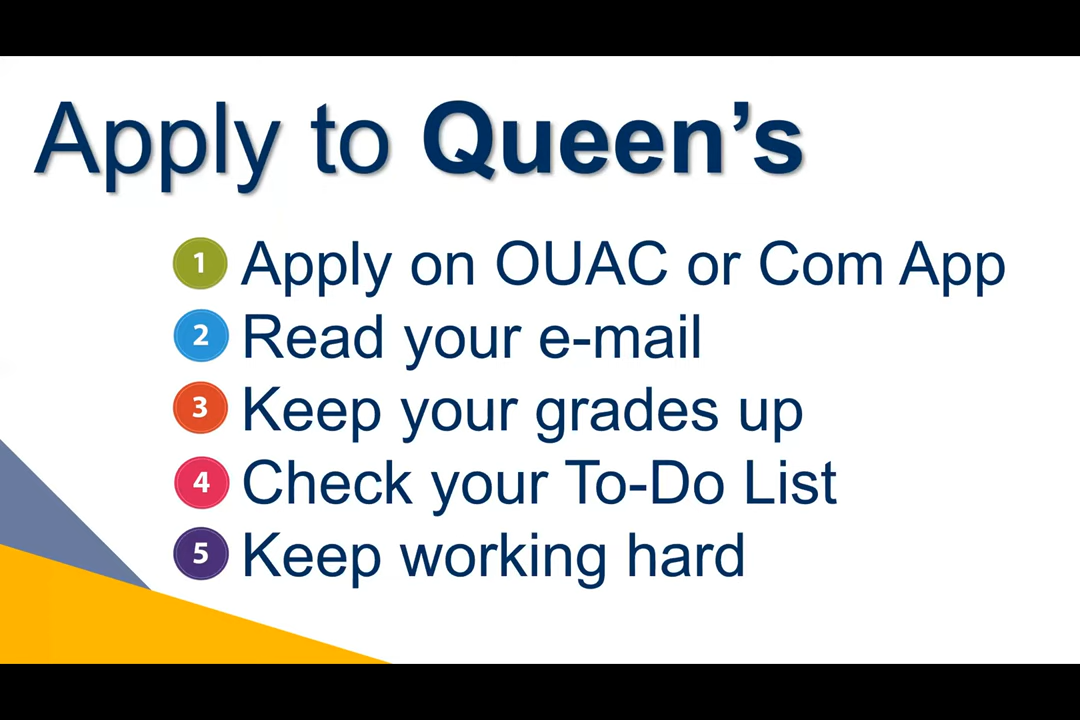 Apply to Queen's
1 Apply on OUAC or Com App
2 Read your e-mail
3 Keep your grades up
4 Check your To-Do List
5 Keep working hard